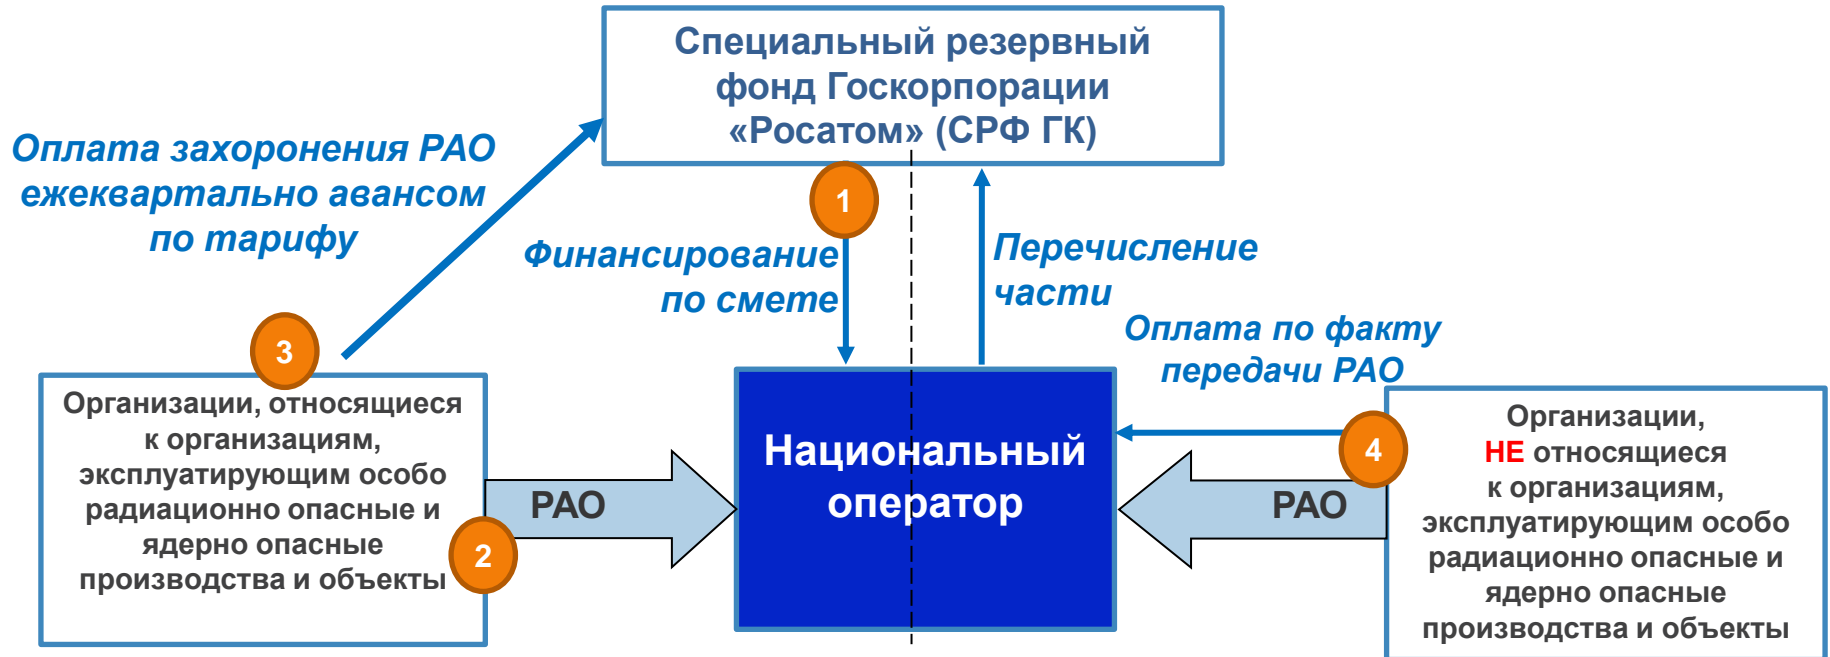 Специальный резервный
фонд Госкорпорации
«Росатом» (СРФ ГК)
Оплата захоронения РАО
ежеквартально авансом
по тарифу
1
Финансирование
по смете
Перечисление
части
Оплата по факту
передачи РАО
3
Организации, относящиеся
к организациям,
эксплуатирующим особо
радиационно опасные и
ядерно опасные
производства и объекты
2
РАО
Национальный
оператор
РАО
4
Организации,
НЕ относящиеся
к организациям,
эксплуатирующим особо
радиационно опасные и
ядерно опасные
производства и объекты